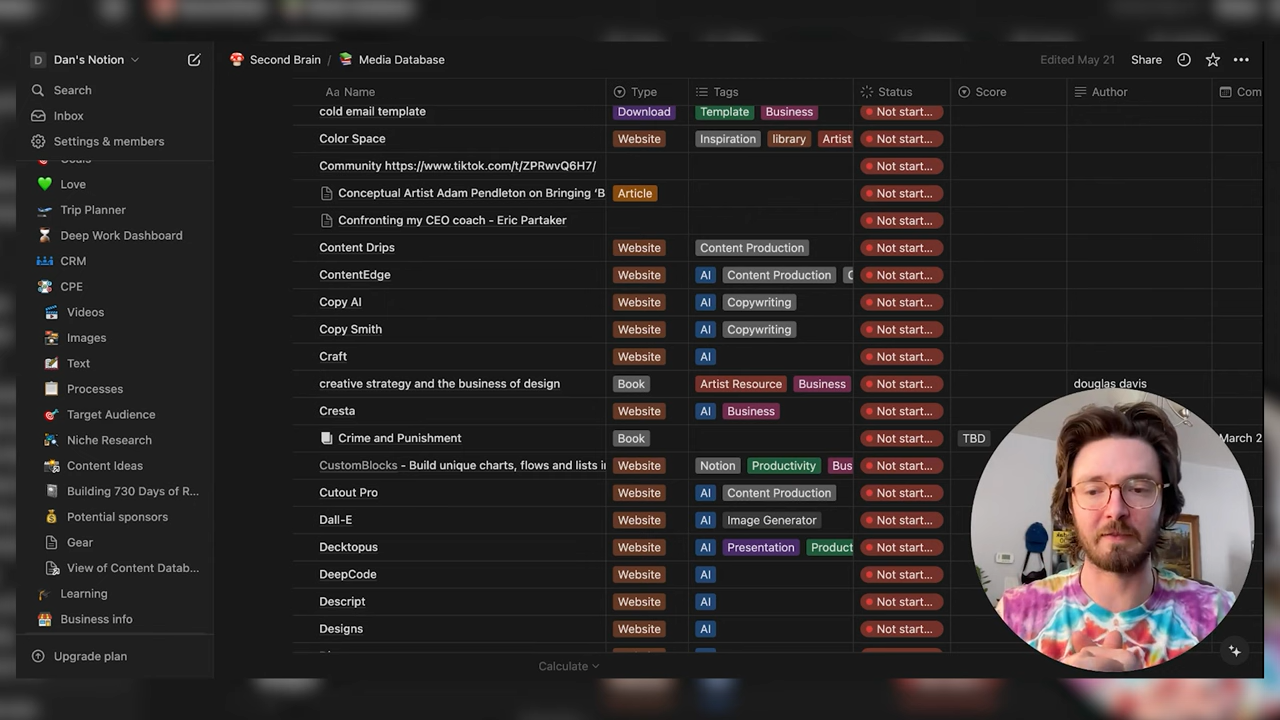 D Dan's Notion
Search
Inbox
Settings & members
Goals
Love
Trip Planner
Deep Work Dashboard
CRM
CPE
Videos
Images
Text
Processes
Target Audience
Niche Research
Content Ideas
Building 730 Days of R...
Potential sponsors
Gear
View of Content Datab...
Learning
Business info
Upgrade plan
Second Brain / Media Database Edited May 21 Share
Aa Name Type Tags Status Score Author Com
cold email template Download Template Business Not start...
Color Space Website Inspiration library Artist Not start...
Community https://www.tiktok.com/t/ZPRwvQ6H7/ Not start...
Conceptual Artist Adam Pendleton on Bringing ‘B Article Not start...
Confronting my CEO coach - Eric Partaker Not start...
Content Drips Website Content Production Not start...
ContentEdge Website AI Content Production Not start...
Copy AI Website AI Copywriting Not start...
Copy Smith Website AI Copywriting Not start...
Craft Website AI Not start...
creative strategy and the business of design Book Artist Resource Business Not start... douglas davis
Cresta Website AI Business Not start...
Crime and Punishment Book Not start... TBD March 2
CustomBlocks - Build unique charts, flows and lists i Website Notion Productivity Bus Not start...
Cutout Pro Website AI Content Production Not start...
Dall-E Website AI Image Generator Not start...
Decktopus Website AI Presentation Product Not start...
DeepCode Website AI Not start...
Descript Website AI Not start...
Designs Website AI Not start...
Calculate